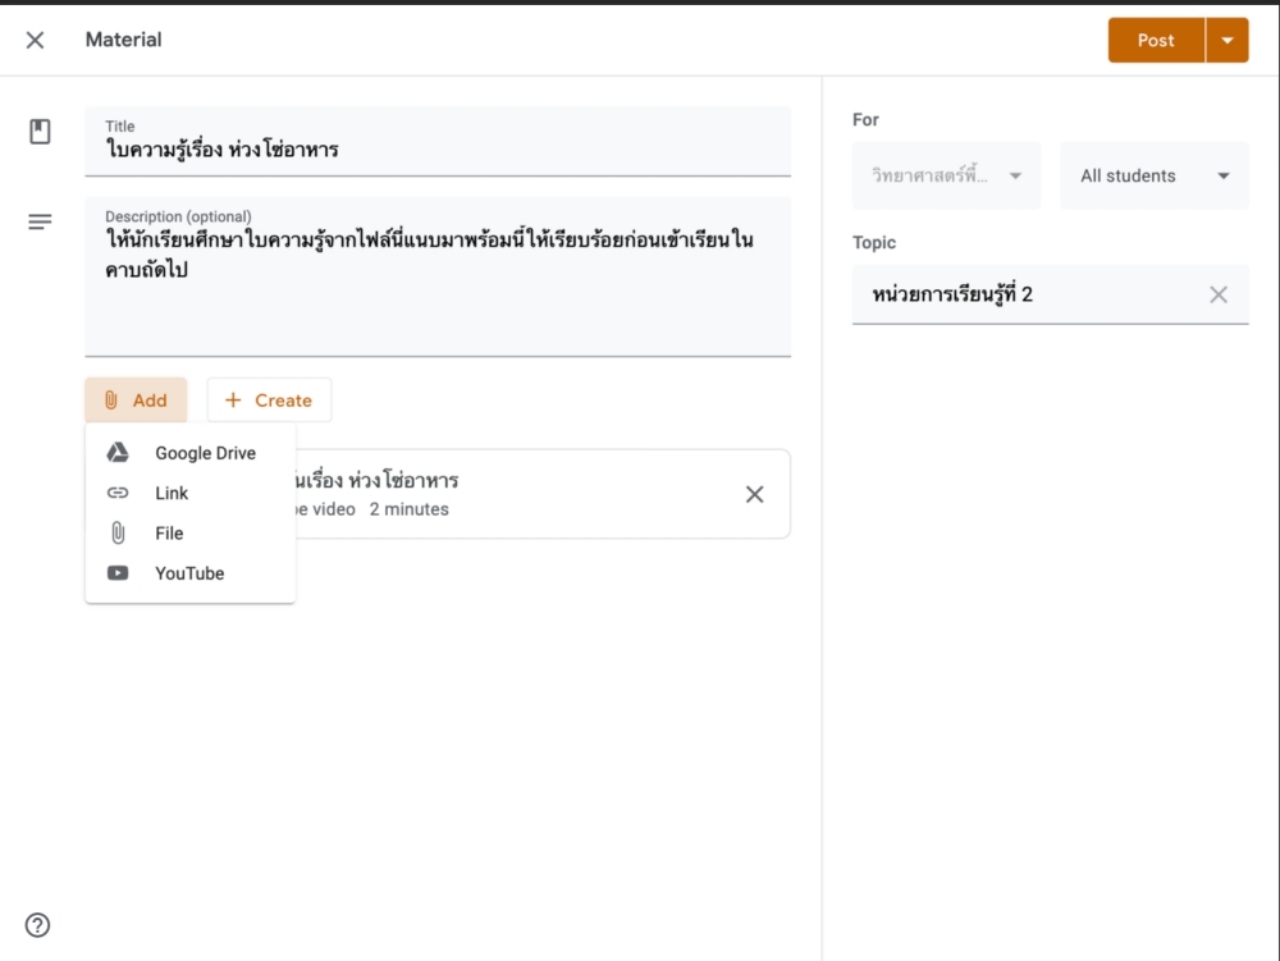 Material
Post
Title
ใบความรู้เรื่อง ห่วงโซ่อาหาร
Description (optional)
ให้นักเรียนศึกษาใบความรู้จากไฟล์นี่แนบมาพร้อมนี้ให้เรียบร้อยก่อนเข้าเรียนใน
คาบถัดไป
Add
Create
Google Drive
Link
File
YouTube
เรื่อง ห่วงโซ่อาหาร
video 2 minutes
For
วิทยาศาสตร์พื้...
All students
Topic
หน่วยการเรียนรู้ที่ 2